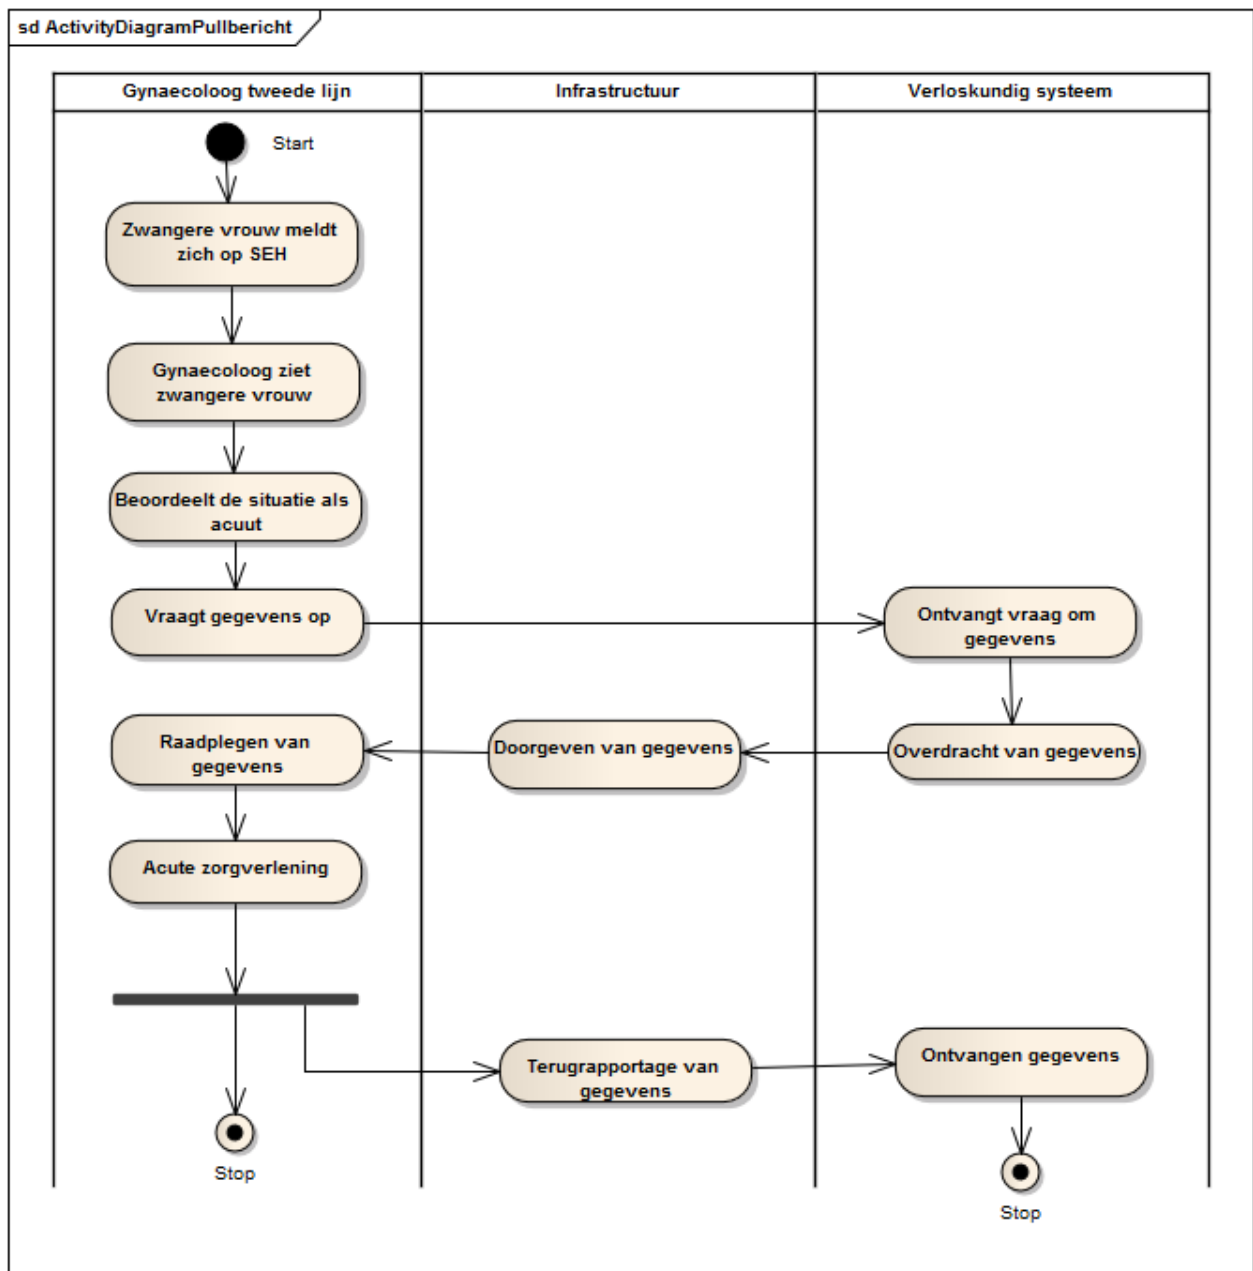 sd ActivityDiagramPullbericht
Gynaecoloog tweede lijn
Infrastructuur
Verloskundig systeem
Start
Zwangere vrouw meldt
zich op SEH
Gynaecoloog ziet
zwangere vrouw
Beoordeelt de situatie als
acuut
Vraagt gegevens op
Ontvangt vraag om
gegevens
Overdracht van gegevens
Doorgeven van gegevens
Raadplegen van
gegevens
Acute zorgverlening
Terugrapportage van
gegevens
Ontvangen gegevens
Stop
Stop